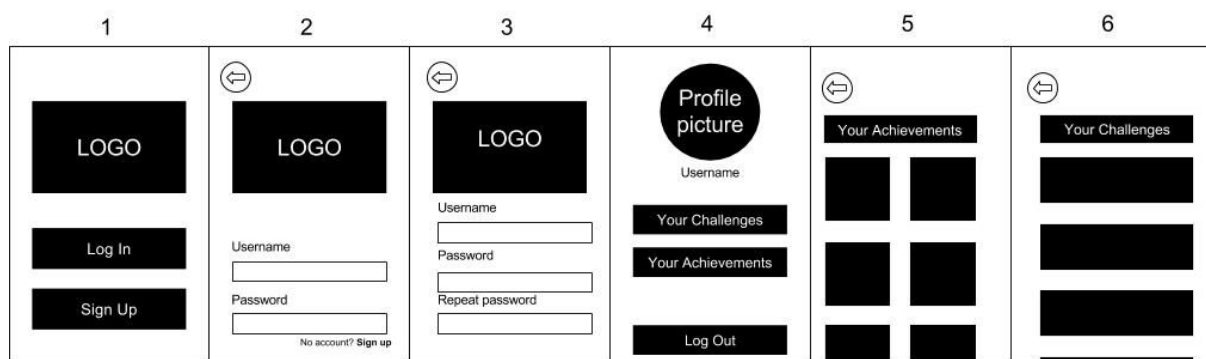 1
2
3
4
5
6
LOGO
Log In
Sign Up
LOGO
Username
Password
No account? Sign up
LOGO
Username
Password
Repeat password
Profile
picture
Username
Your Challenges
Your Achievements
Log Out
Your Achievements
Your Challenges